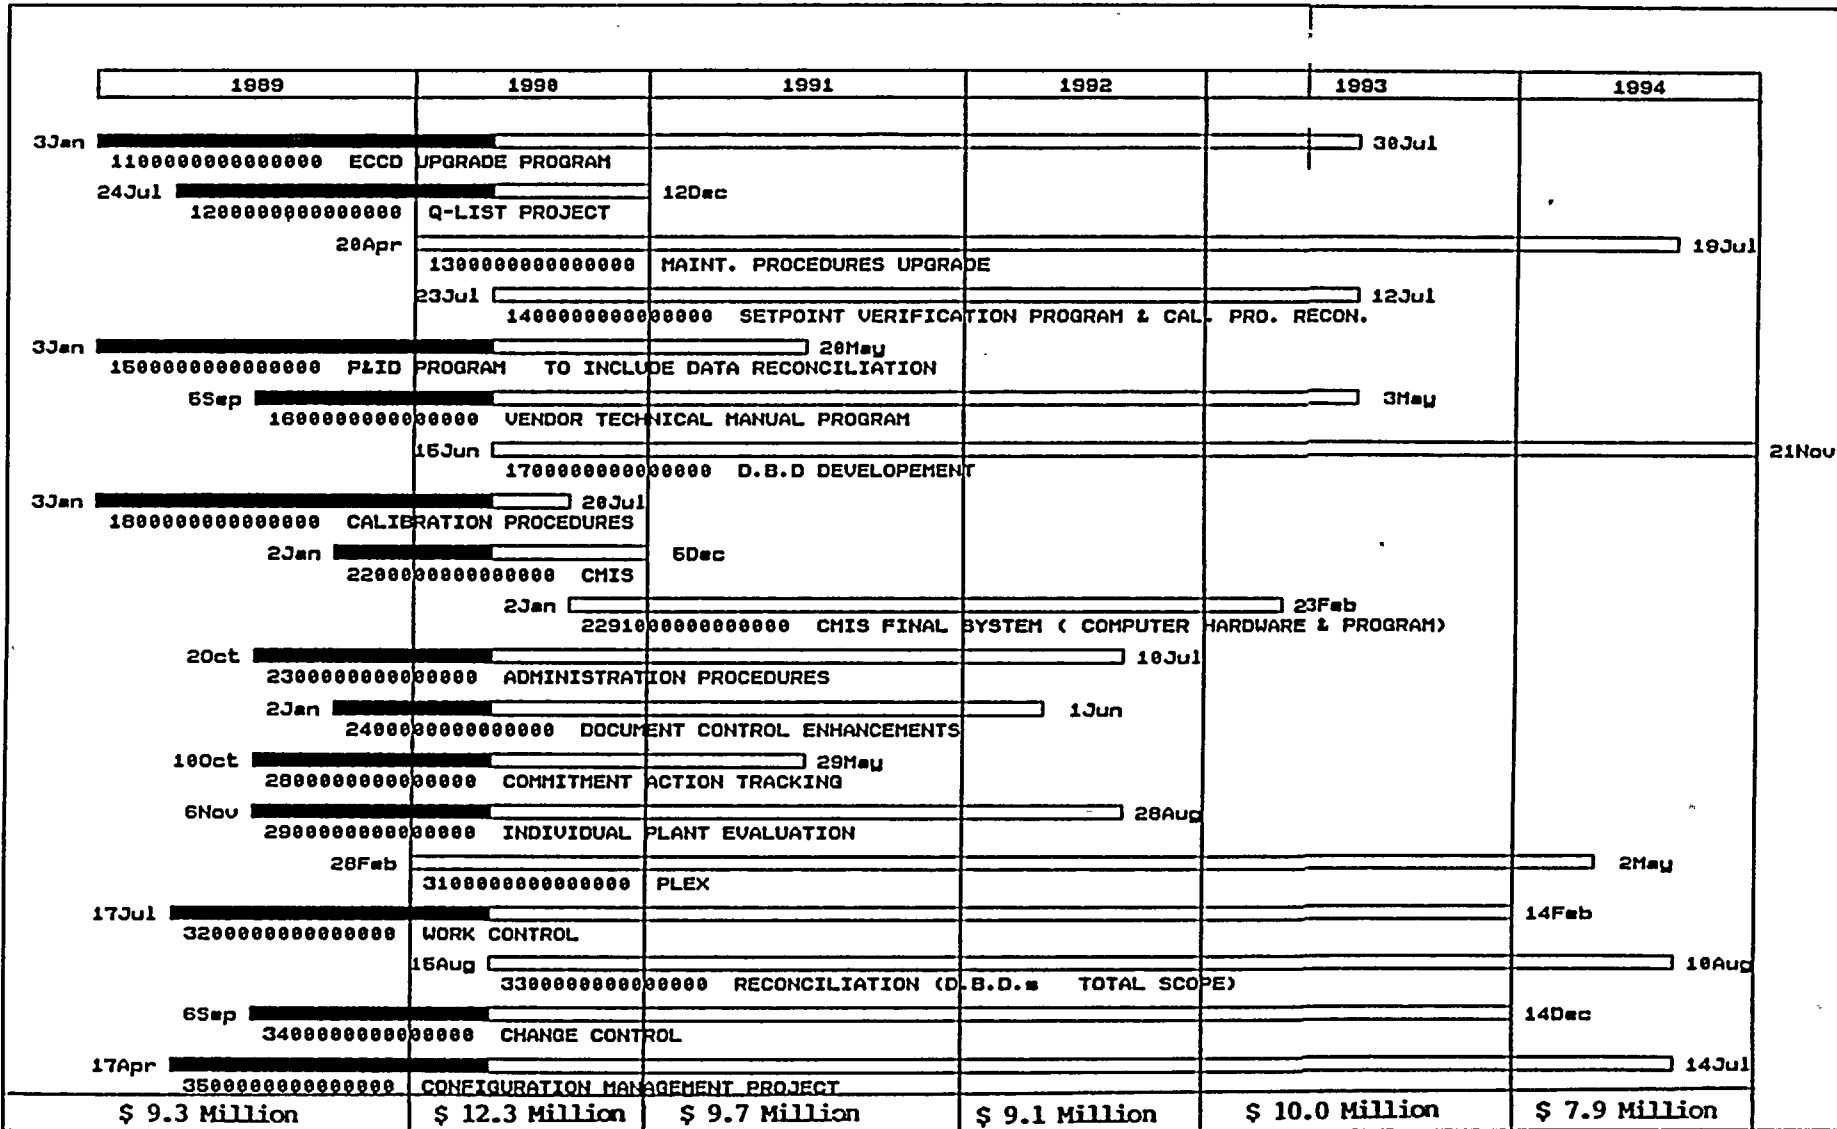 1989 1990 1991 1992 1993 1994
3Jan 30Jul
1100000000000000 ECCD UPGRADE PROGRAM
24Jul 12Dec
1200000000000000 Q-LIST PROJECT
20Apr 19Jul
1300000000000000 MAINT. PROCEDURES UPGRADE
23Jul 12Jul
1400000000000000 SETPOINT VERIFICATION PROGRAM & CAL. PRO. RECON.
3Jan 20May
1500000000000000 P&ID PROGRAM TO INCLUDE DATA RECONCILIATION
6Sep 3May
1600000000000000 VENDOR TECHNICAL MANUAL PROGRAM
15Jun 21Nov
1700000000000000 D.B.D DEVELOPEMENT
3Jan 20Jul
1800000000000000 CALIBRATION PROCEDURES
2Jan 5Dec
2200000000000000 CMIS
2Jan 23Feb
2291000000000000 CMIS FINAL SYSTEM ( COMPUTER HARDWARE & PROGRAM)
2Oct 10Jul
2300000000000000 ADMINISTRATION PROCEDURES
2Jan 1Jun
2400000000000000 DOCUMENT CONTROL ENHANCEMENTS
10Oct 29May
2800000000000000 COMMITMENT ACTION TRACKING
6Nov 28Aug
2900000000000000 INDIVIDUAL PLANT EVALUATION
28Feb 2May
3100000000000000 PLEX
17Jul 14Feb
3200000000000000 WORK CONTROL
15Aug 10Aug
3300000000000000 RECONCILIATION (D.B.D.s TOTAL SCOPE)
6Sep 14Dec
3400000000000000 CHANGE CONTROL
17Apr 14Jul
3500000000000000 CONFIGURATION MANAGEMENT PROJECT
$ 9.3 Million $ 12.3 Million $ 9.7 Million $ 9.1 Million $ 10.0 Million $ 7.9 Million